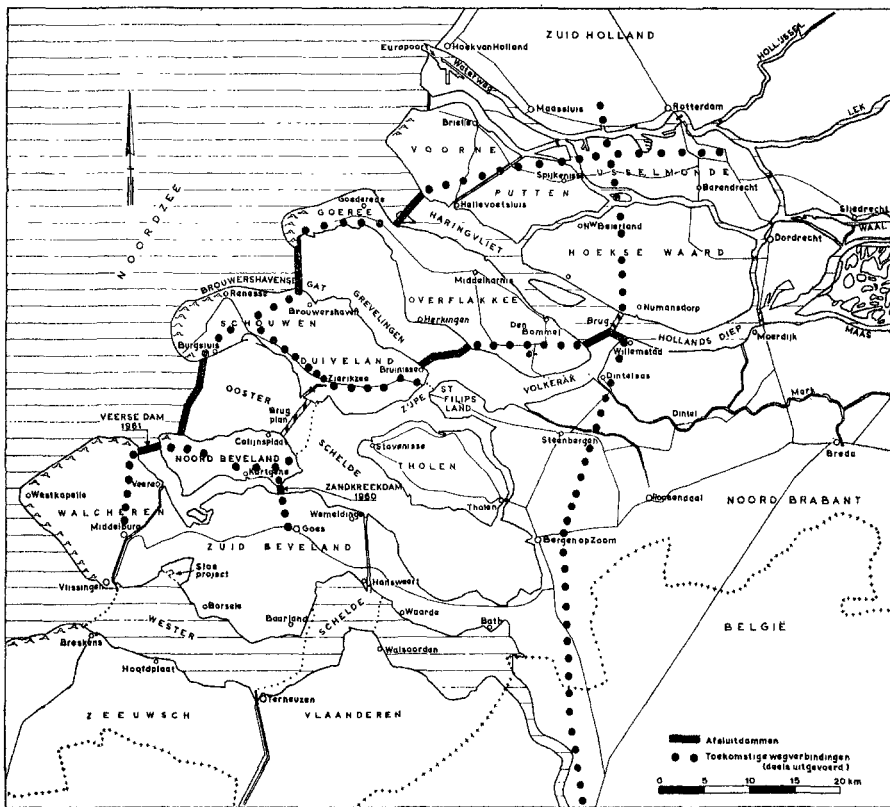 ZUID HOLLAND
Europoort
Hoek van Holland
Waterweg
HOLL. IJSSEL
Maassluis
Rotterdam
LEK
Brielle
VOORNE
Spijkenisse
IJSSELMONDE
PUTTEN
Barendrecht
Hellevoetsluis
Goederede
GOEREE
HARINGVLIET
NW Beierland
Sliedrecht
WAAL
Dordrecht
HOEKSE WAARD
NOORDZEE
BROUWERSHAVENSE GAT
Renesse
Brouwershaven
GREVELINGEN
Middelharnis
OVERFLAKKEE
Herkingen
Den Bommel
Numansdorp
Brug
HOLLANDS DIEP
Moerdijk
MAAS
Willemstad
SCHOUWEN
Burgsluis
DUIVELAND
Bruinisse
Zierikzee
ZIJPE
ST FILIPS LAND
VOLKERAK
Dintelsas
Dintel
Mark
OOSTER
Brug plan
SCHELDE
VEERSE DAM 1961
Colijnsplaat
NOORD BEVELAND
Kortgene
Stavenisse
THOLEN
Tholen
Steenbergen
Breda
Roosendaal
NOORD BRABANT
ZANDKREEKDAM 1960
Westkapelle
Veere
WALCHEREN
Middelburg
Wemeldinge
Goes
ZUID BEVELAND
Bergen op Zoom
Sloe project
Vlissingen
Hansweert
Borsele
Baarland
Waarde
Bath
WESTER
SCHELDE
Walsoorden
BELGIË
Breskens
Hoofdplaat
Terneuzen
ZEEUWSCH
VLAANDEREN
Afsluitdammen
Toekomstige wegverbindingen
(deels uitgevoerd)
0 5 10 15 20 km